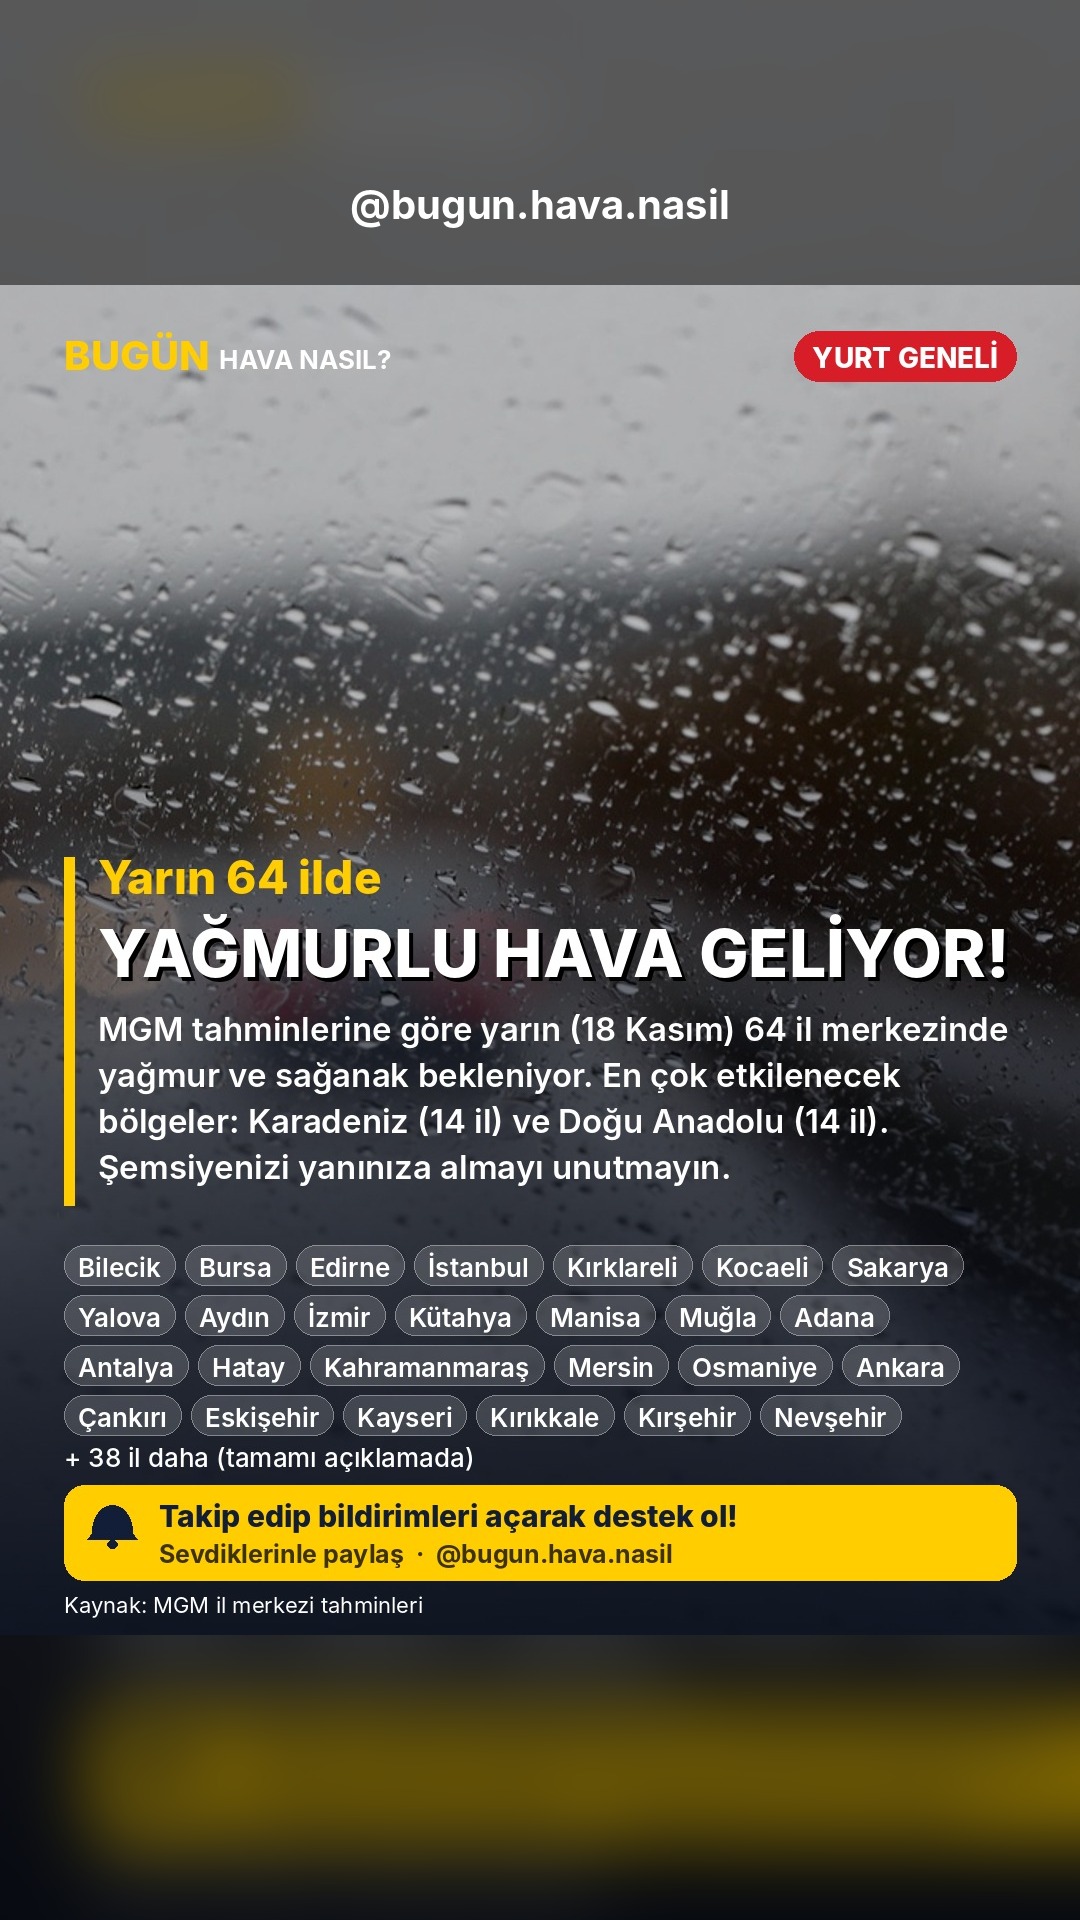 @bugun.hava.nasil
BUGÜN HAVA NASIL?
YURT GENELİ
Yarın 64 ilde
YAĞMURLU HAVA GELİYOR!
MGM tahminlerine göre yarın (18 Kasım) 64 il merkezinde
yağmur ve sağanak bekleniyor. En çok etkilenecek
bölgeler: Karadeniz (14 il) ve Doğu Anadolu (14 il).
Şemsiyenizi yanınıza almayı unutmayın.
Bilecik Bursa Edirne İstanbul Kırklareli Kocaeli Sakarya
Yalova Aydın İzmir Kütahya Manisa Muğla Adana
Antalya Hatay Kahramanmaraş Mersin Osmaniye Ankara
Çankırı Eskişehir Kayseri Kırıkkale Kırşehir Nevşehir
+ 38 il daha (tamamı açıklamada)
Takip edip bildirimleri açarak destek ol!
Sevdiklerinle paylaş · @bugun.hava.nasil
Kaynak: MGM il merkezi tahminleri